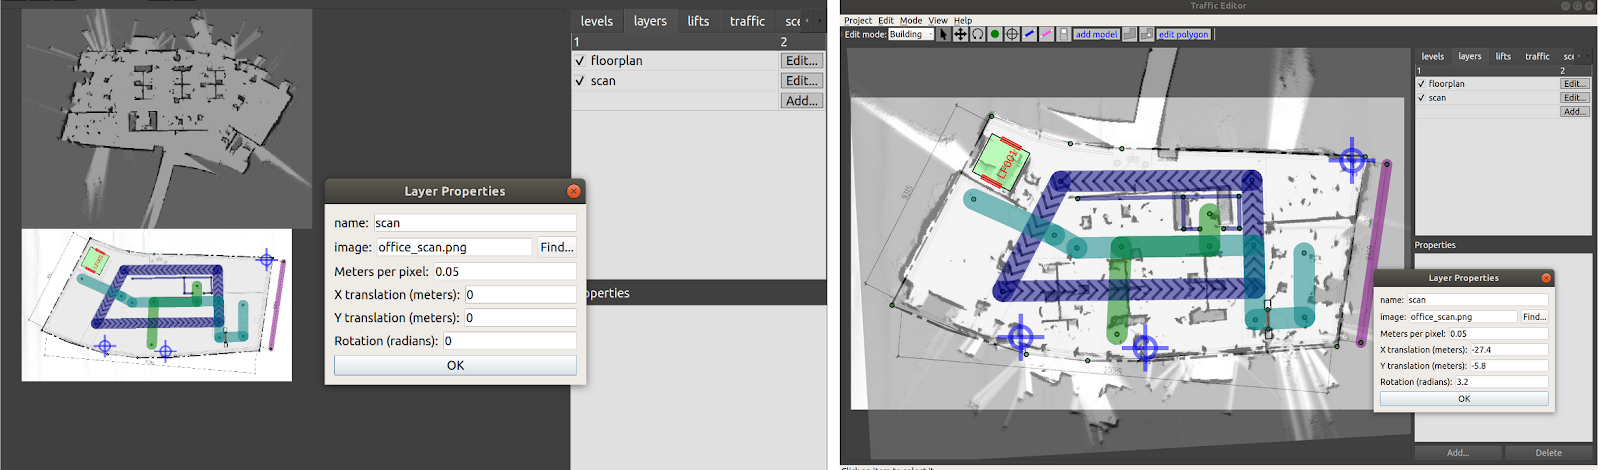 levels layers lifts traffic sce
1 2
floorplan Edit...
scan Edit...
Add...
Layer Properties
name: scan
image: office_scan.png Find...
Meters per pixel: 0.05
X translation (meters): 0
Y translation (meters): 0
Rotation (radians): 0
OK
operties
Traffic Editor
Project Edit Mode View Help
Edit mode: Building add model edit polygon
levels layers lifts traffic sc
1 2
floorplan Edit...
scan Edit...
Add...
LF001
Properties
Layer Properties
name: scan
image: office_scan.png Find...
Meters per pixel: 0.05
X translation (meters): -27.4
Y translation (meters): -5.8
Rotation (radians): 3.2
OK
Add... Delete